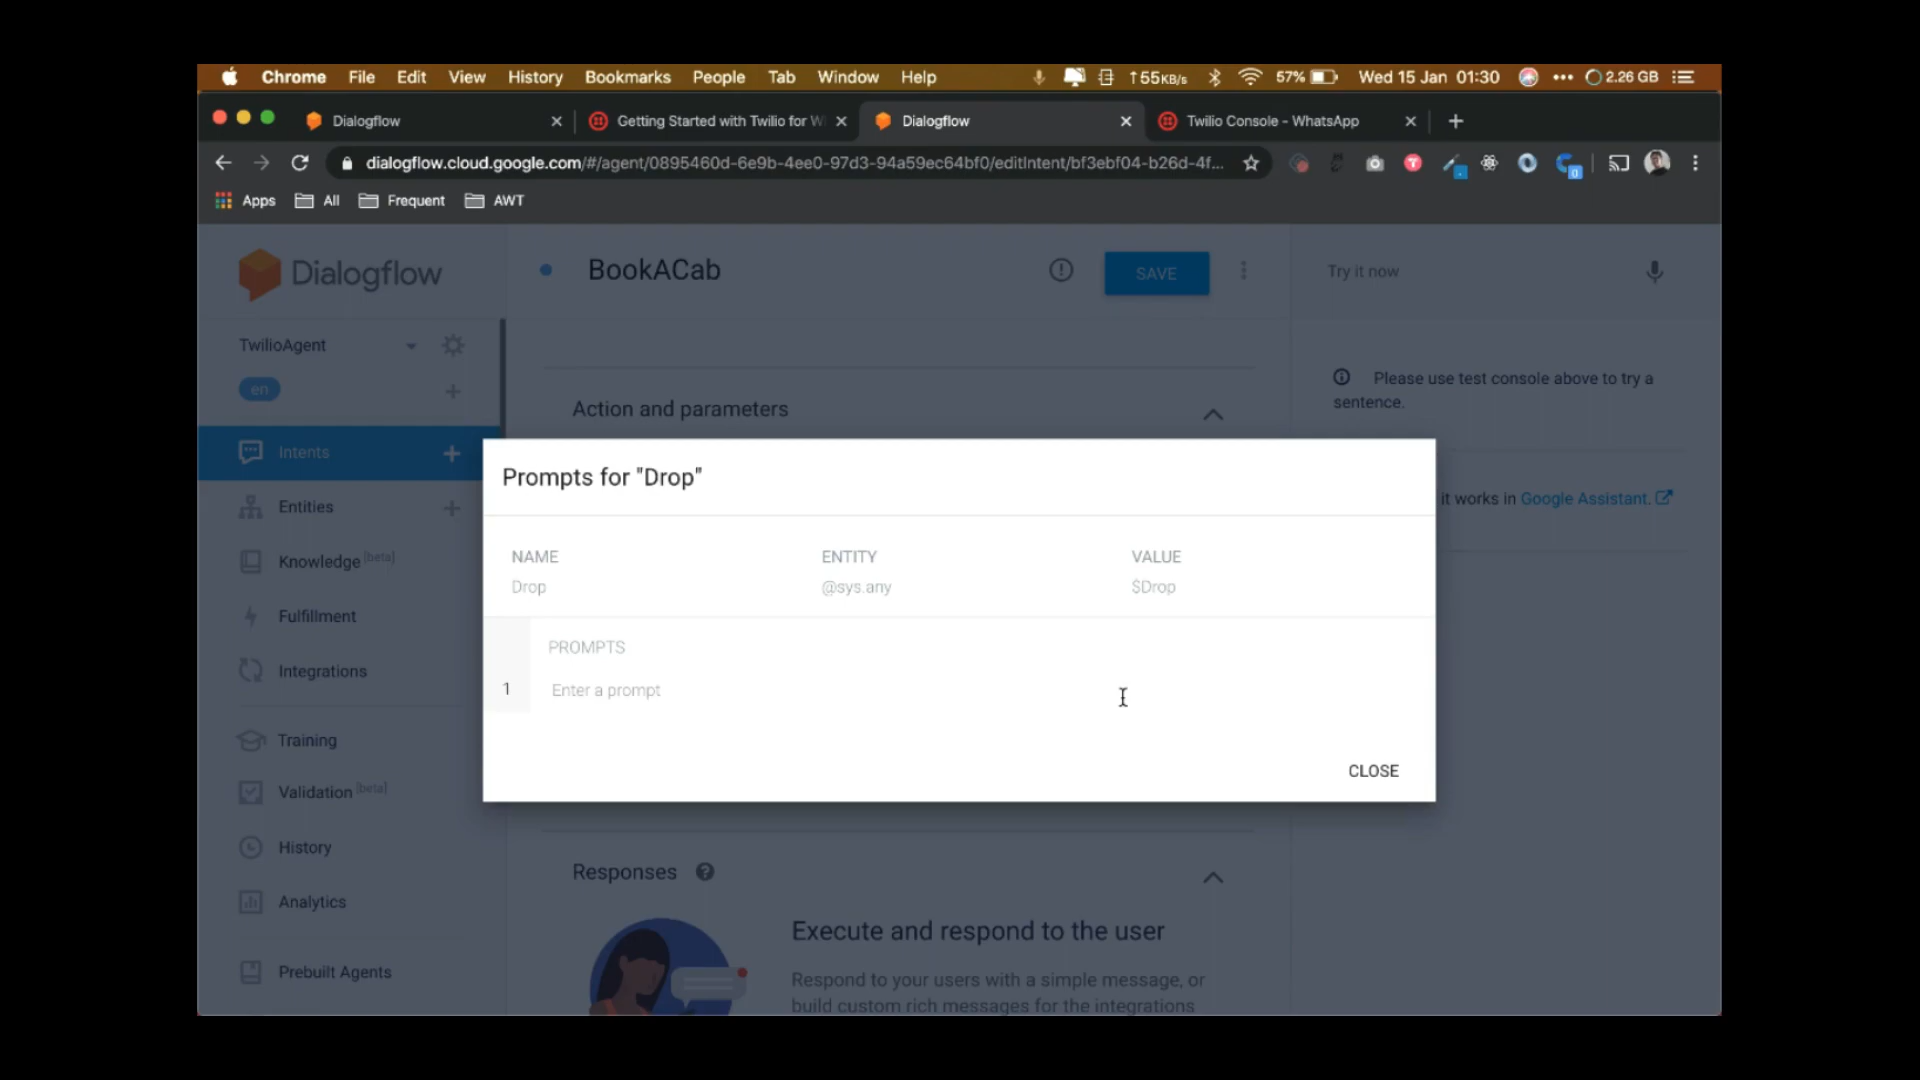 Chrome File Edit View History Bookmarks People Tab Window Help ↑55KB/s 57% Wed 15 Jan 01:30 ••• 2.26 GB
Dialogflow Getting Started with Twilio for W Dialogflow Twilio Console - WhatsApp
dialogflow.cloud.google.com/#/agent/0895460d-6e9b-4ee0-97d3-94a59ec64bf0/editIntent/bf3ebf04-b26d-4f...
Apps All Frequent AWT
Dialogflow
BookACab
SAVE
Try it now
TwilioAgent
en
Please use test console above to try a
sentence.
Action and parameters
Intents
Prompts for "Drop"
it works in Google Assistant.
Entities
NAME ENTITY VALUE
Drop @sys.any $Drop
Knowledge [beta]
Fulfillment
PROMPTS
Integrations
1 Enter a prompt
Training
CLOSE
Validation [beta]
History
Responses
Analytics
Execute and respond to the user
Prebuilt Agents
Respond to your users with a simple message, or
build custom rich messages for the integrations